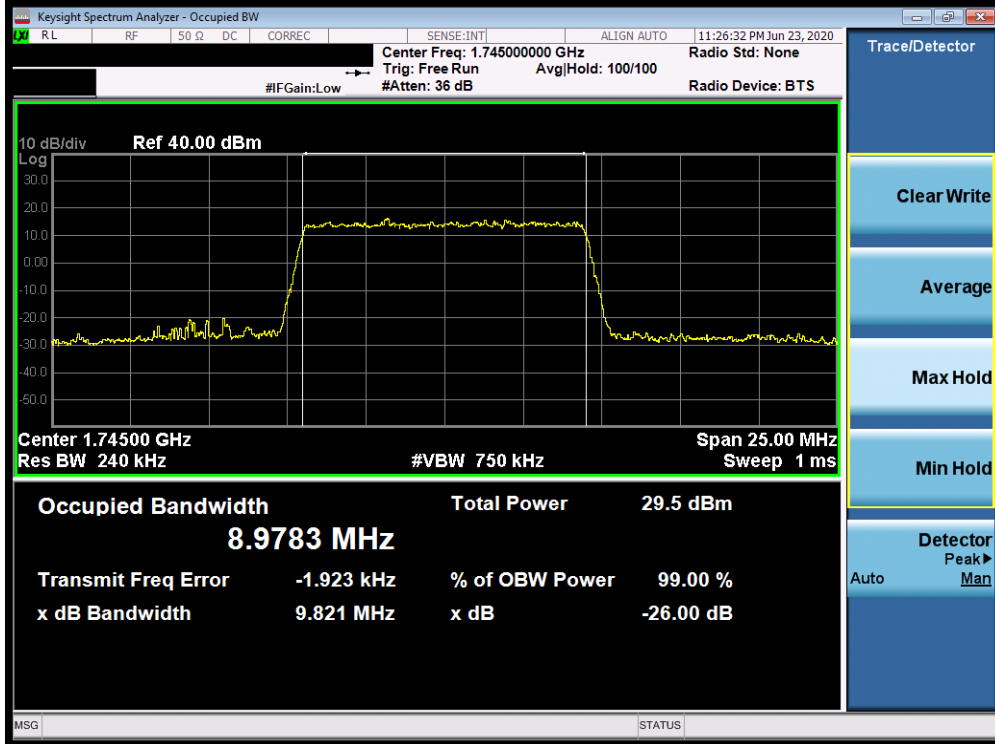 Keysight Spectrum Analyzer - Occupied BW
LXI RL RF 50 Ω DC CORREC SENSE:INT ALIGN AUTO 11:26:32 PM Jun 23, 2020
Center Freq: 1.745000000 GHz Radio Std: None
Trig: Free Run Avg|Hold: 100/100
#IFGain:Low #Atten: 36 dB Radio Device: BTS
10 dB/div Ref 40.00 dBm
Log
30.0
20.0
10.0
0.00
-10.0
-20.0
-30.0
-40.0
-50.0
Center 1.74500 GHz Span 25.00 MHz
Res BW 240 kHz #VBW 750 kHz Sweep 1 ms
Occupied Bandwidth Total Power 29.5 dBm
8.9783 MHz
Transmit Freq Error -1.923 kHz % of OBW Power 99.00 %
x dB Bandwidth 9.821 MHz x dB -26.00 dB
MSG STATUS
Trace/Detector
Clear Write
Average
Max Hold
Min Hold
Detector
Peak▶
Auto Man